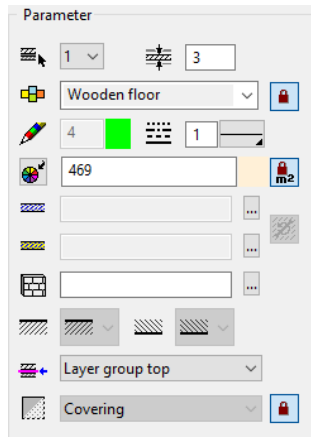 Parameter
1 3
Wooden floor
4 1
469 m2
...
...
...
Layer group top
Covering